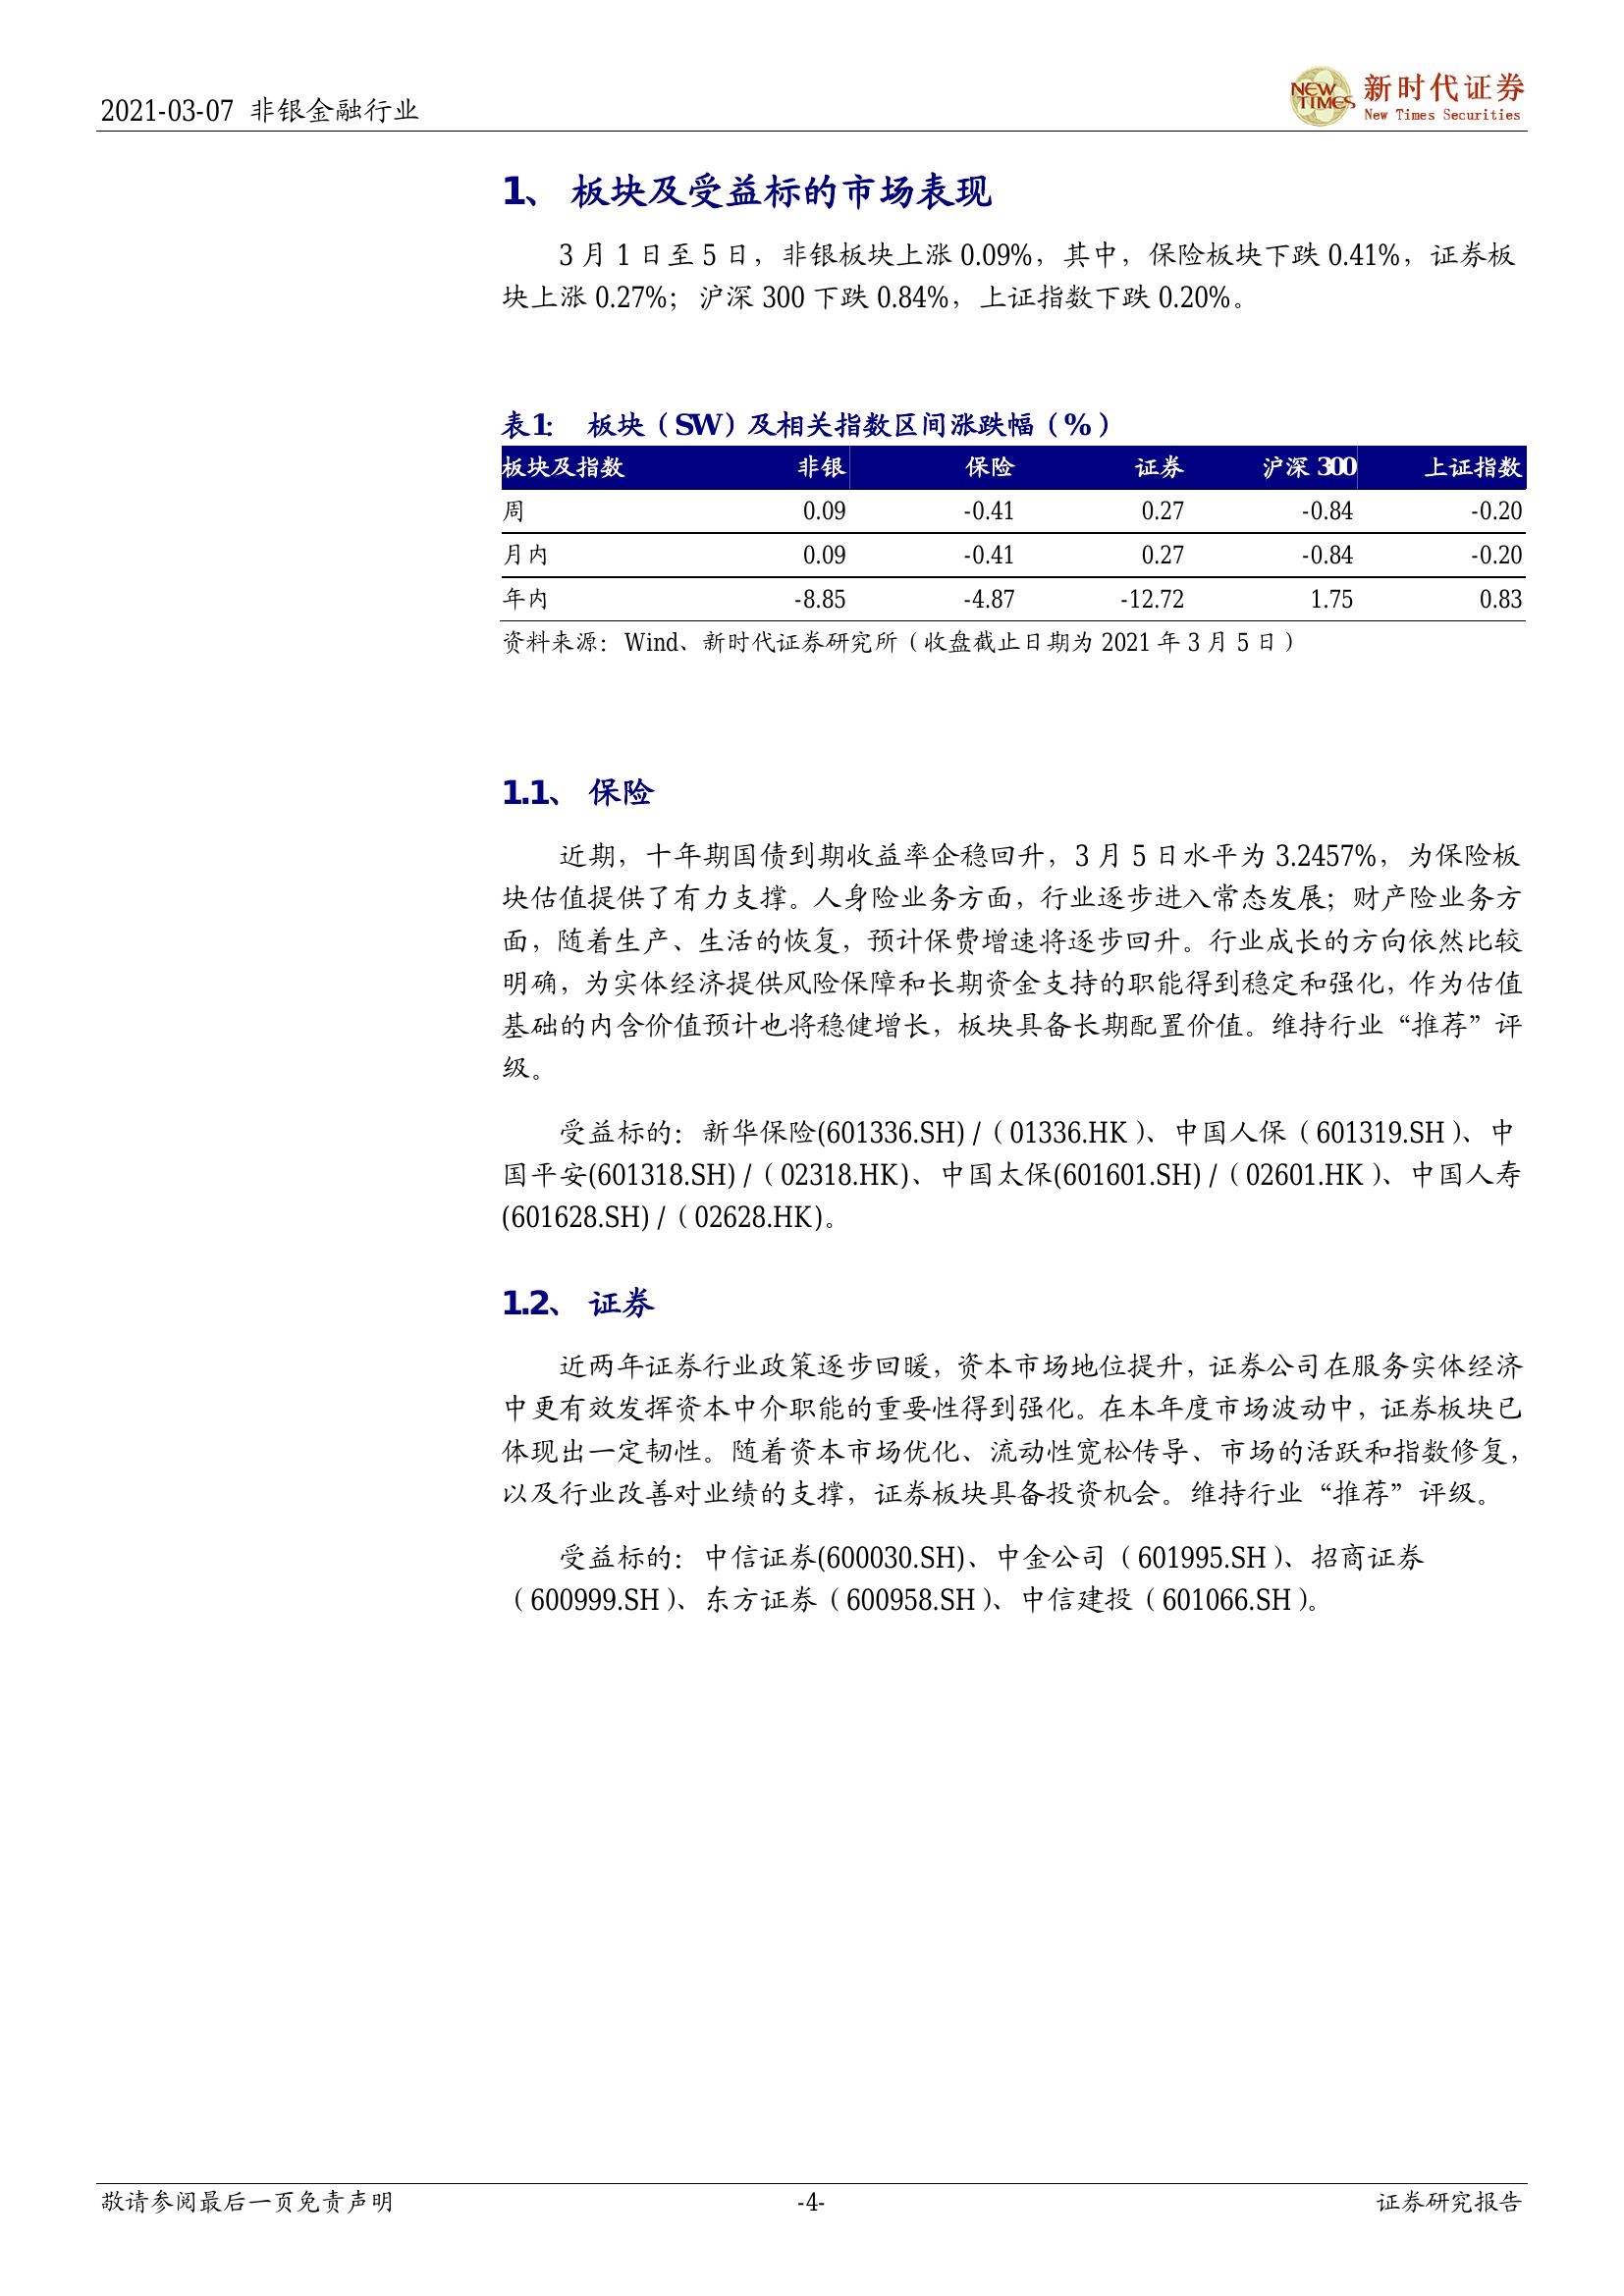 2021-03-07 非银金融行业
NEW TIMES 新时代证券
New Times Securities
1、 板块及受益标的市场表现
3 月 1 日至 5 日，非银板块上涨 0.09%，其中，保险板块下跌 0.41%，证券板
块上涨 0.27%；沪深 300 下跌 0.84%，上证指数下跌 0.20%。
表1: 板块（SW）及相关指数区间涨跌幅（%）
板块及指数 非银 保险 证券 沪深 300 上证指数
周 0.09 -0.41 0.27 -0.84 -0.20
月内 0.09 -0.41 0.27 -0.84 -0.20
年内 -8.85 -4.87 -12.72 1.75 0.83
资料来源：Wind、新时代证券研究所（收盘截止日期为 2021 年 3 月 5 日）
1.1、 保险
近期，十年期国债到期收益率企稳回升，3 月 5 日水平为 3.2457%，为保险板
块估值提供了有力支撑。人身险业务方面，行业逐步进入常态发展；财产险业务方
面，随着生产、生活的恢复，预计保费增速将逐步回升。行业成长的方向依然比较
明确，为实体经济提供风险保障和长期资金支持的职能得到稳定和强化，作为估值
基础的内含价值预计也将稳健增长，板块具备长期配置价值。维持行业“推荐”评
级。
受益标的：新华保险(601336.SH) /（01336.HK）、中国人保（601319.SH）、中
国平安(601318.SH) /（02318.HK)、中国太保(601601.SH) /（02601.HK）、中国人寿
(601628.SH) /（02628.HK)。
1.2、 证券
近两年证券行业政策逐步回暖，资本市场地位提升，证券公司在服务实体经济
中更有效发挥资本中介职能的重要性得到强化。在本年度市场波动中，证券板块已
体现出一定韧性。随着资本市场优化、流动性宽松传导、市场的活跃和指数修复，
以及行业改善对业绩的支撑，证券板块具备投资机会。维持行业“推荐”评级。
受益标的：中信证券(600030.SH)、中金公司（601995.SH）、招商证券
（600999.SH）、东方证券（600958.SH）、中信建投（601066.SH）。
敬请参阅最后一页免责声明 -4- 证券研究报告